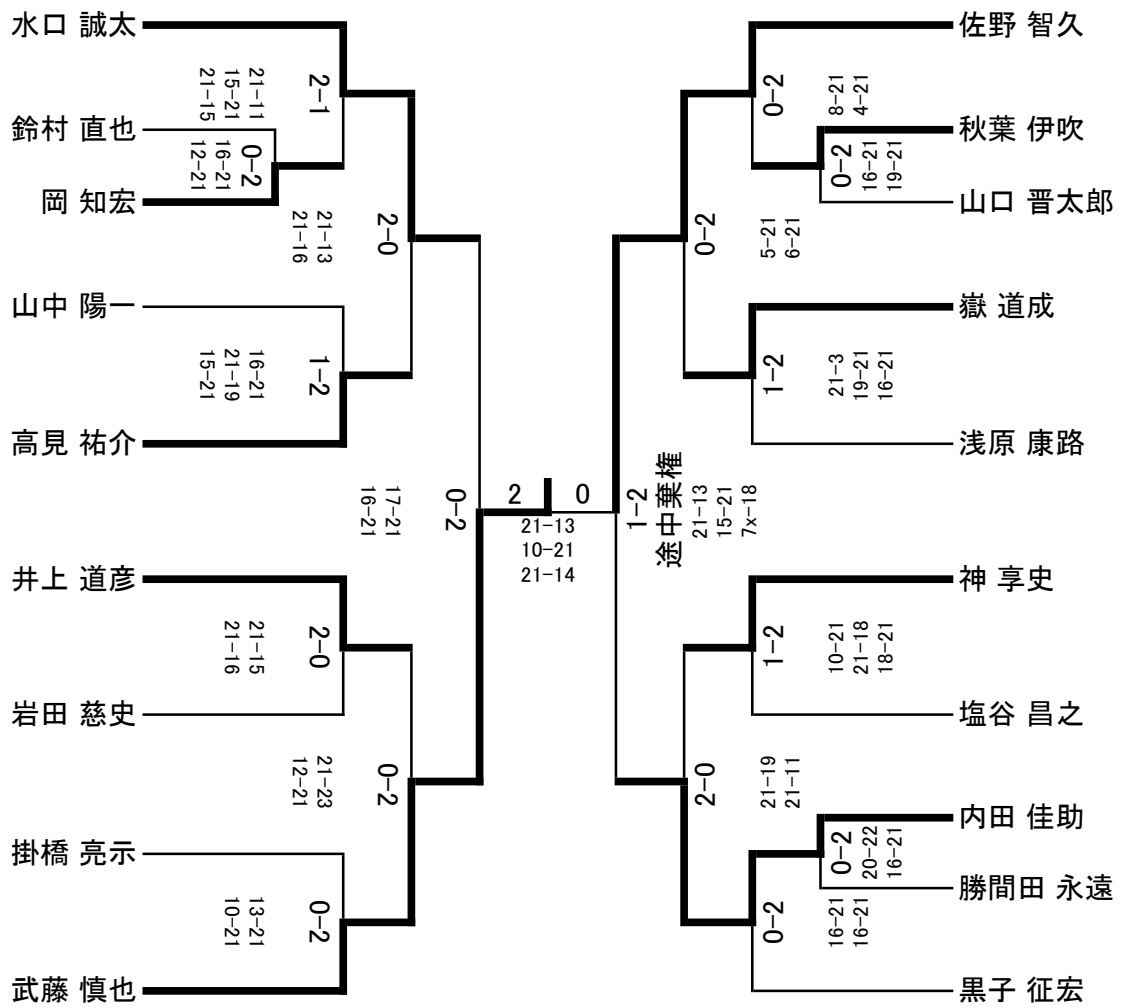 水口 誠太
2-1
21-11
15-21
21-15
鈴村 直也
0-2
16-21
12-21
岡 知宏
2-0
21-13
21-16
山中 陽一
1-2
16-21
21-19
15-21
高見 祐介
0-2
17-21
16-21
井上 道彦
2-0
21-15
21-16
岩田 慈史
0-2
21-23
12-21
掛橋 亮示
0-2
13-21
10-21
武藤 慎也
2 0
21-13
10-21
21-14
佐野 智久
0-2
8-21
4-21
秋葉 伊吹
0-2
16-21
19-21
山口 晋太郎
0-2
5-21
6-21
嶽 道成
1-2
21-3
19-21
16-21
浅原 康路
1-2
途中棄権
21-13
15-21
7x-18
神 享史
1-2
10-21
21-18
18-21
塩谷 昌之
2-0
21-19
21-11
内田 佳助
0-2
20-22
16-21
勝間田 永遠
0-2
16-21
16-21
黒子 征宏